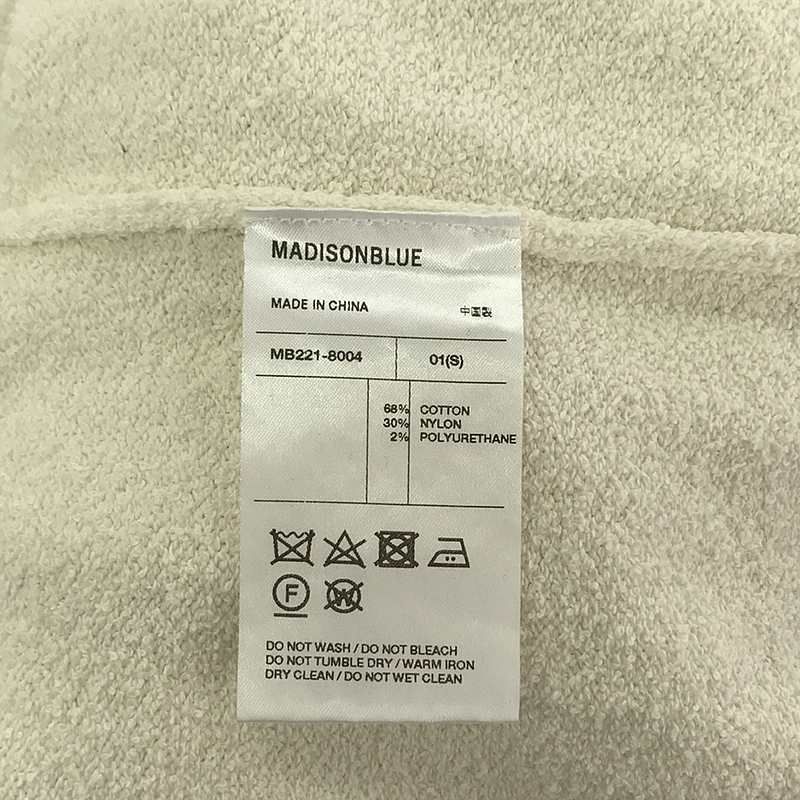 MADISONBLUE
MADE IN CHINA 中国製
MB221-8004 01(S)
68% COTTON
30% NYLON
2% POLYURETHANE
F W
DO NOT WASH / DO NOT BLEACH
DO NOT TUMBLE DRY / WARM IRON
DRY CLEAN / DO NOT WET CLEAN